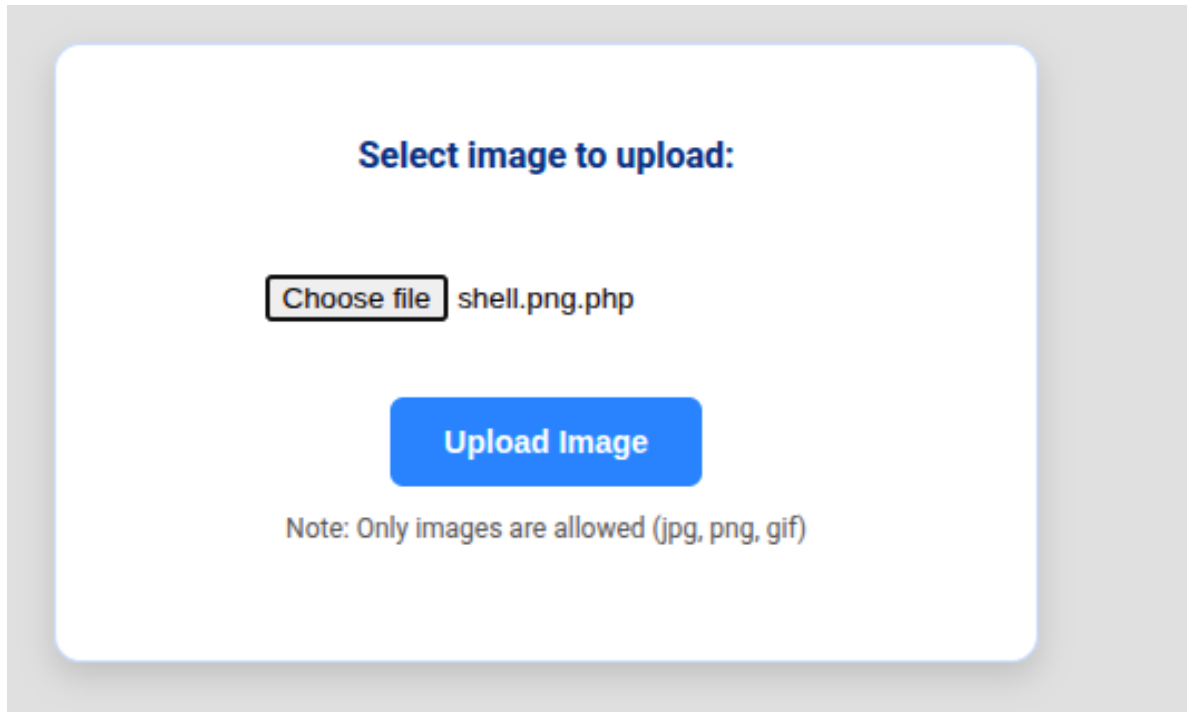 Select image to upload:
Choose file shell.png.php
Upload Image
Note: Only images are allowed (jpg, png, gif)